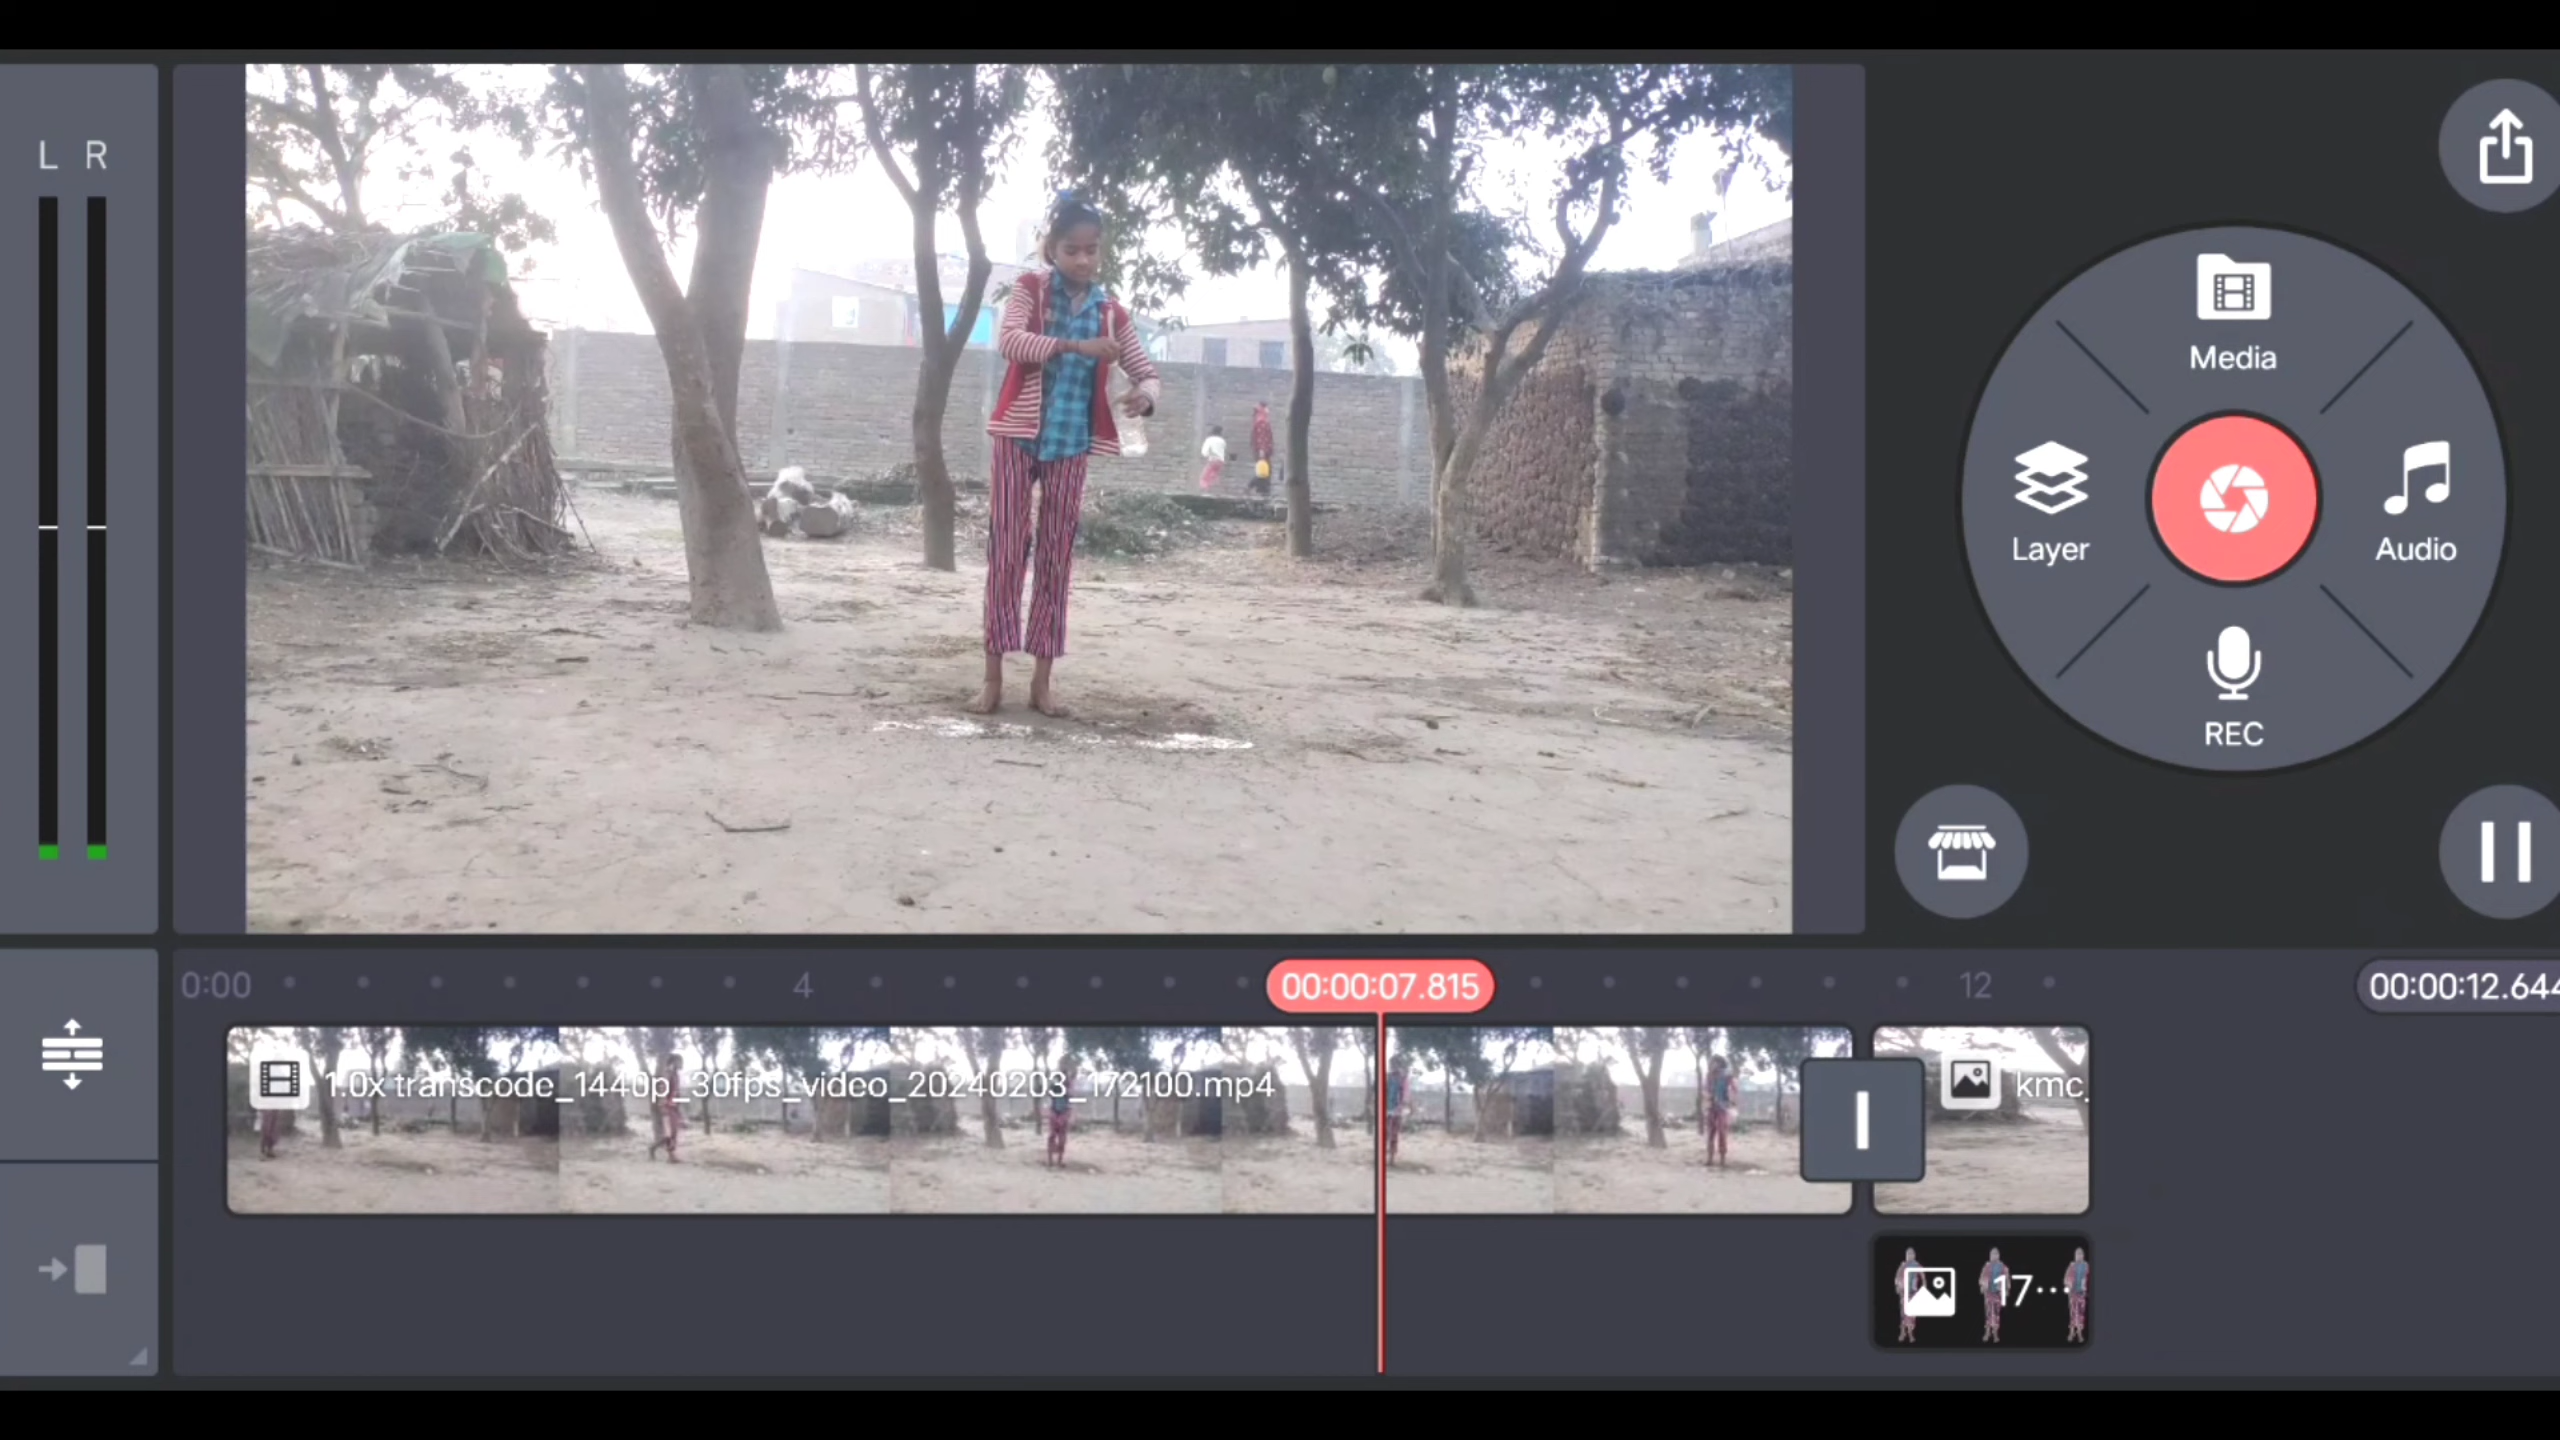 L R
Media
Layer
Audio
REC
0:00
4
00:00:07.815
12
00:00:12.644
1.0x transcode_1440p_30fps_video_20240203_172100.mp4
kmc_
17...